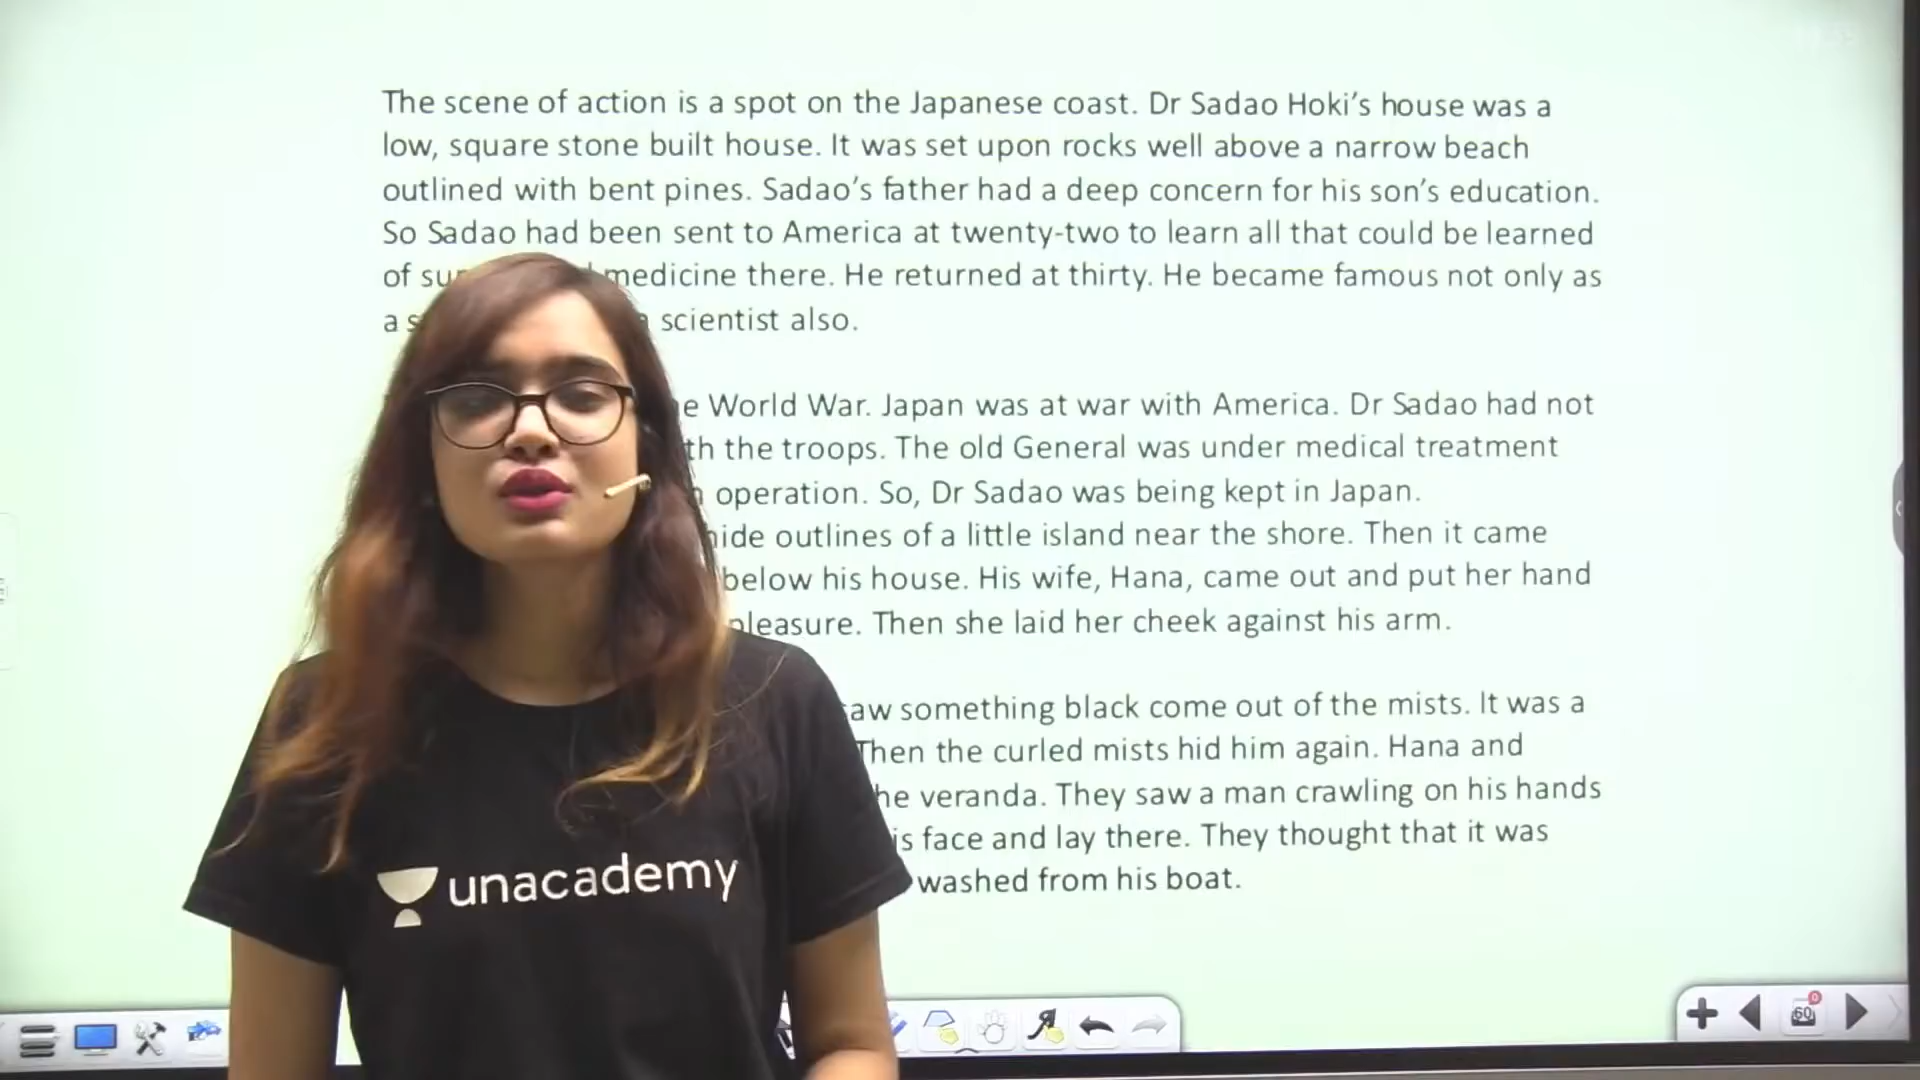 The scene of action is a spot on the Japanese coast. Dr Sadao Hoki's house was a
low, square stone built house. It was set upon rocks well above a narrow beach
outlined with bent pines. Sadao's father had a deep concern for his son's education.
So Sadao had been sent to America at twenty-two to learn all that could be learned
of medicine there. He returned at thirty. He became famous not only as
a scientist also.
World War. Japan was at war with America. Dr Sadao had not
the troops. The old General was under medical treatment
operation. So, Dr Sadao was being kept in Japan.
outlines of a little island near the shore. Then it came
below his house. His wife, Hana, came out and put her hand
pleasure. Then she laid her cheek against his arm.
saw something black come out of the mists. It was a
Then the curled mists hid him again. Hana and
veranda. They saw a man crawling on his hands
face and lay there. They thought that it was
washed from his boat.
unacademy
60
0